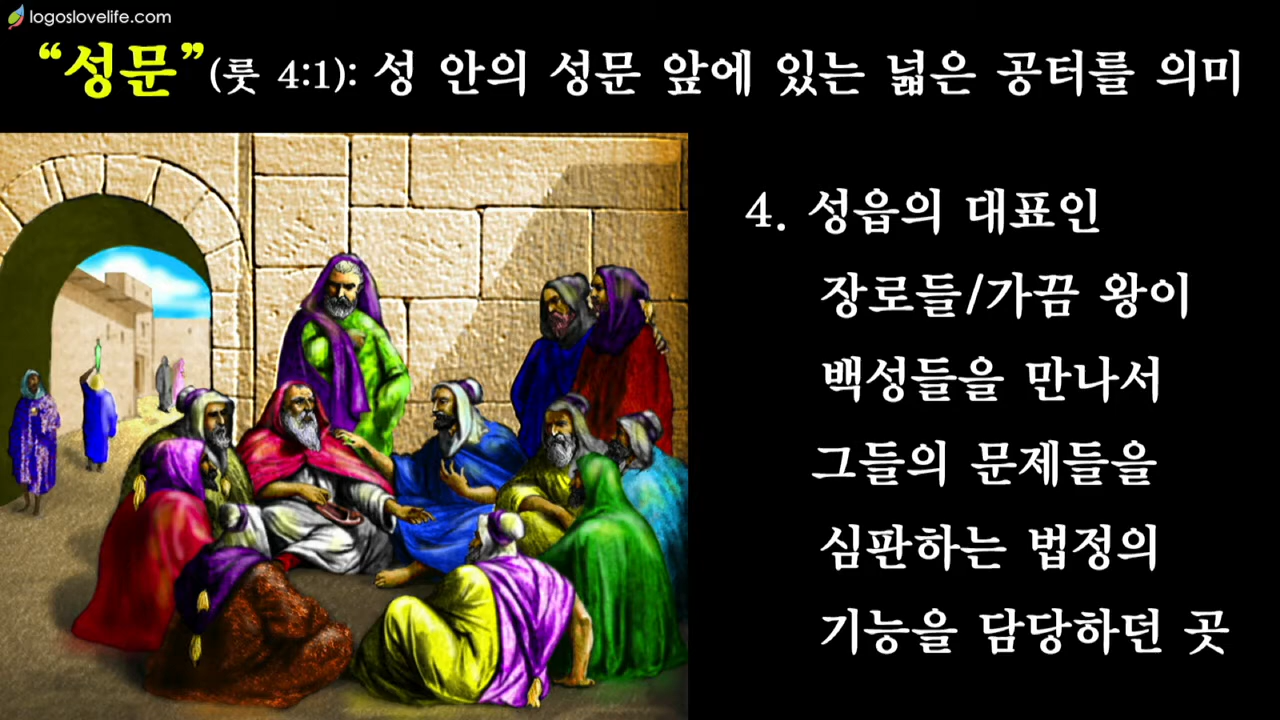 logoslovelife.com
“성문”(룻 4:1): 성 안의 성문 앞에 있는 넓은 공터를 의미
4. 성읍의 대표인
장로들/가끔 왕이
백성들을 만나서
그들의 문제들을
심판하는 법정의
기능을 담당하던 곳